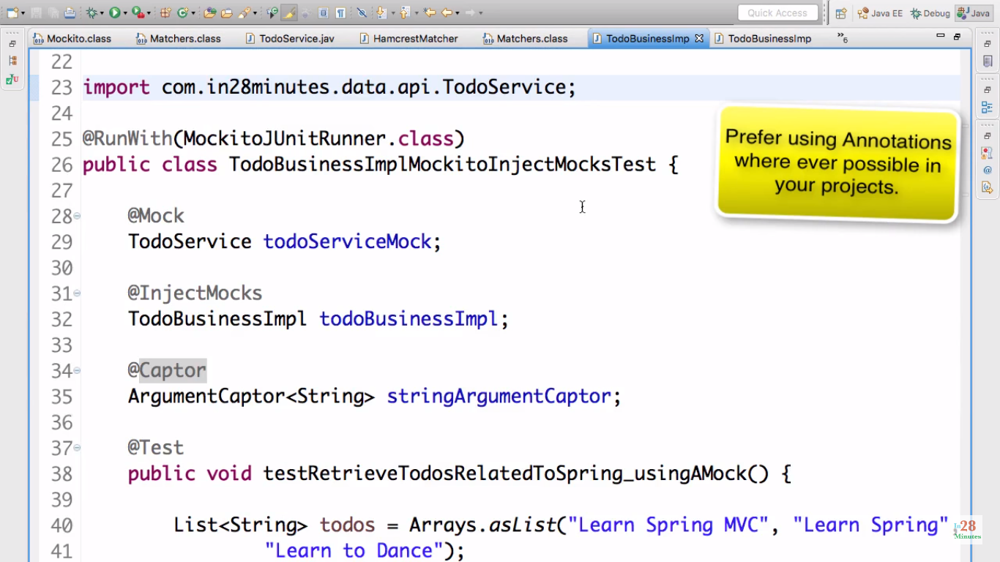 Quick Access
Java EE
Debug
Java
Mockito.class
Matchers.class
TodoService.jav
HamcrestMatcher
Matchers.class
TodoBusinessImp
TodoBusinessImp
»6
22
23 import com.in28minutes.data.api.TodoService;
24
25 @RunWith(MockitoJUnitRunner.class)
26 public class TodoBusinessImplMockitoInjectMocksTest {
27
28 @Mock
29 TodoService todoServiceMock;
30
31 @InjectMocks
32 TodoBusinessImpl todoBusinessImpl;
33
34 @Captor
35 ArgumentCaptor<String> stringArgumentCaptor;
36
37 @Test
38 public void testRetrieveTodosRelatedToSpring_usingAMock() {
39
40 List<String> todos = Arrays.asList("Learn Spring MVC", "Learn Spring",
41 "Learn to Dance");
Prefer using Annotations
where ever possible in
your projects.
In28
Minutes